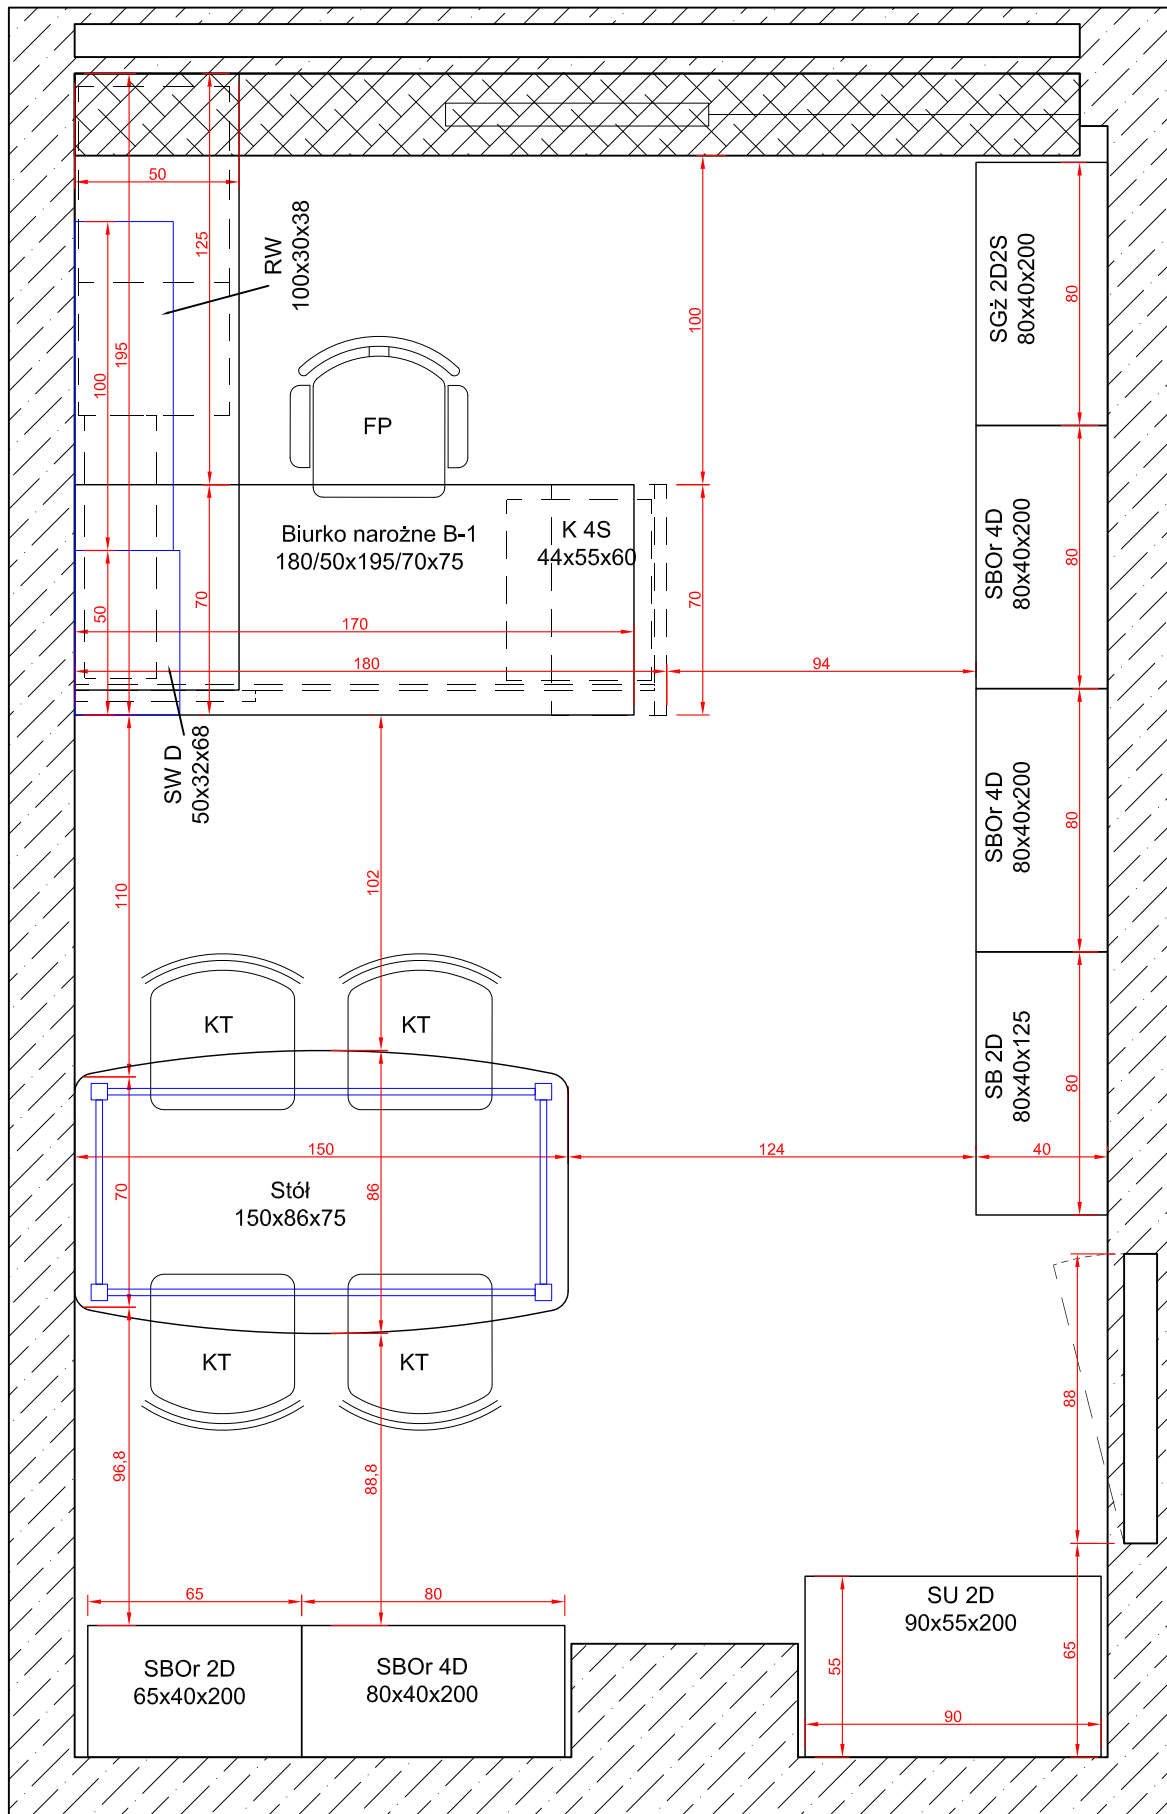 50
125
195
100
RW
100x30x38
100
SGż 2D2S
80x40x200
80
FP
Biurko narożne B-1
180/50x195/70x75
K 4S
44x55x60
50
70
170
180
70
94
SBOr 4D
80x40x200
80
SW D
50x32x68
SBOr 4D
80x40x200
80
110
102
KT
KT
SB 2D
80x40x125
80
150
124
40
70
86
Stół
150x86x75
KT
KT
88
96,8
88,8
65
80
SBOr 2D
65x40x200
SBOr 4D
80x40x200
SU 2D
90x55x200
55
65
90